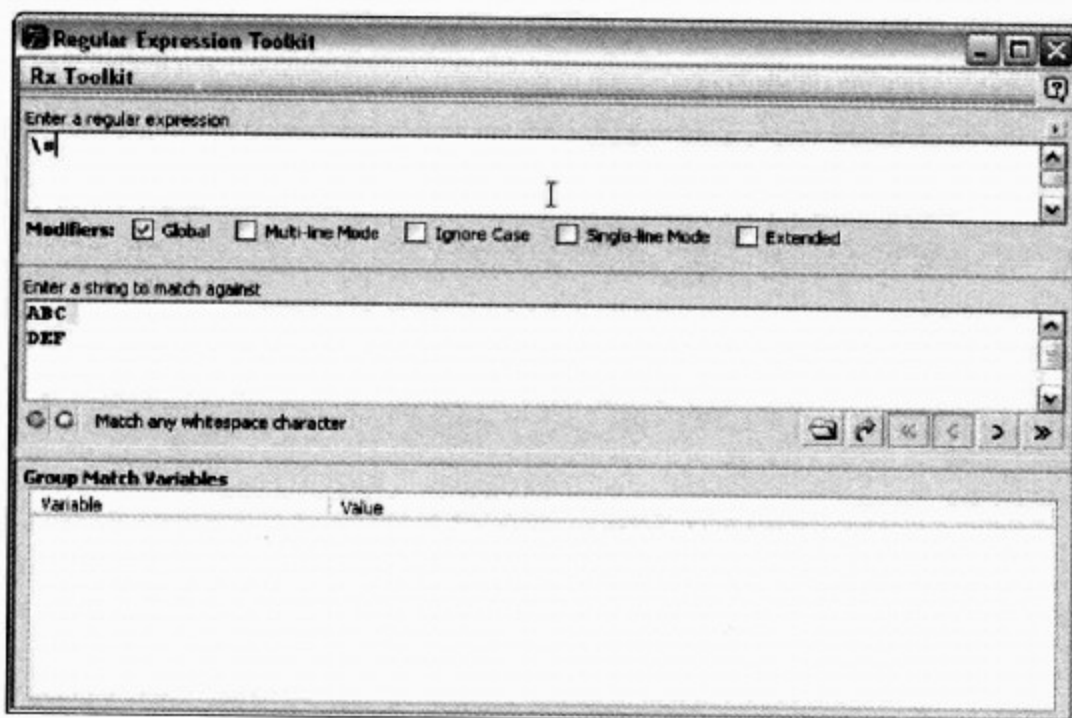 Regular Expression Toolkit
Rx Toolkit
Enter a regular expression
\s
Modifiers: Global Multi-line Mode Ignore Case Single-line Mode Extended
Enter a string to match against
ABC
DEF
Match any whitespace character
Group Match Variables
Variable Value